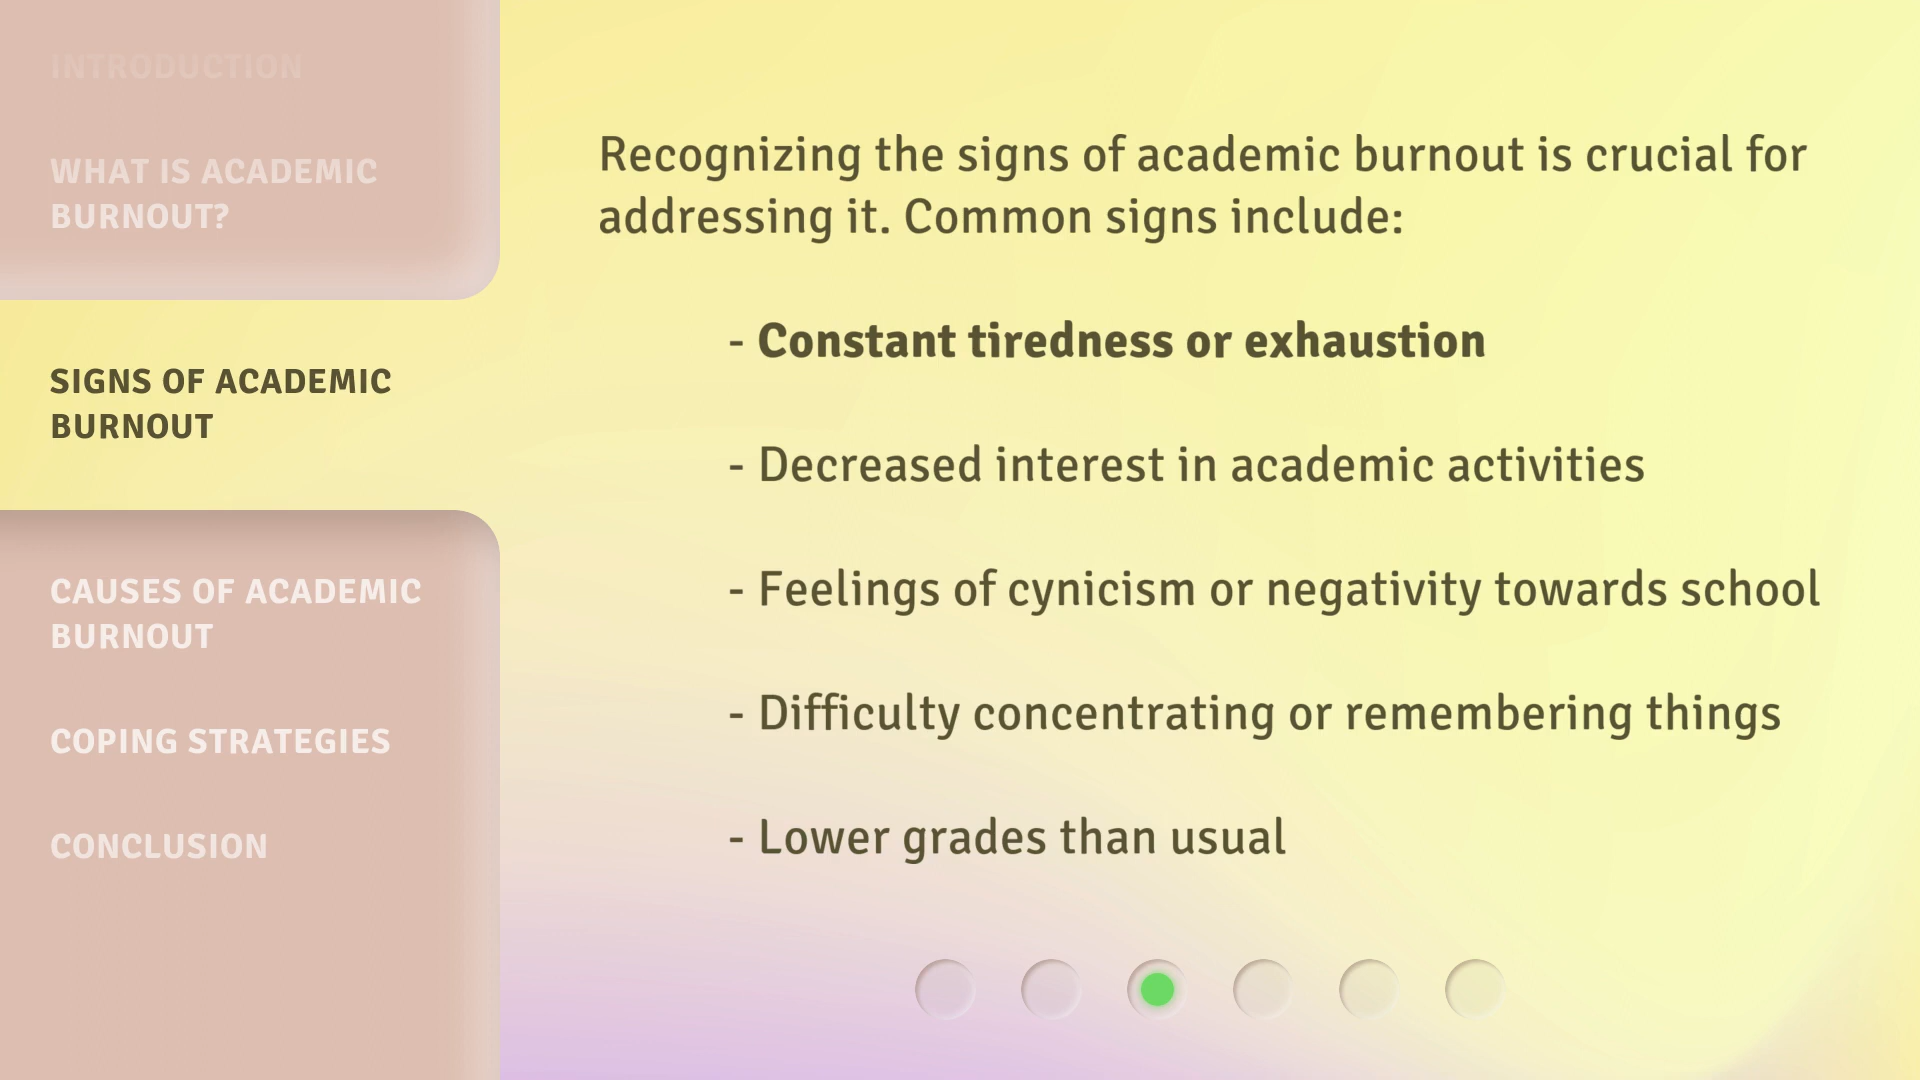 INTRODUCTION
WHAT IS ACADEMIC
BURNOUT?
SIGNS OF ACADEMIC
BURNOUT
CAUSES OF ACADEMIC
BURNOUT
COPING STRATEGIES
CONCLUSION
Recognizing the signs of academic burnout is crucial for
addressing it. Common signs include:
- Constant tiredness or exhaustion
- Decreased interest in academic activities
- Feelings of cynicism or negativity towards school
- Difficulty concentrating or remembering things
- Lower grades than usual